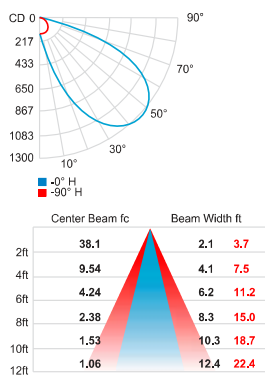 CD 0 90°
217
433 70°
650
867 50°
1083 30°
1300 10°
-0° H
-90° H
Center Beam fc Beam Width ft
38.1 2.1 3.7
2ft
9.54 4.1 7.5
4ft
4.24 6.2 11.2
6ft
2.38 8.3 15.0
8ft
1.53 10.3 18.7
10ft
1.06 12.4 22.4
12ft